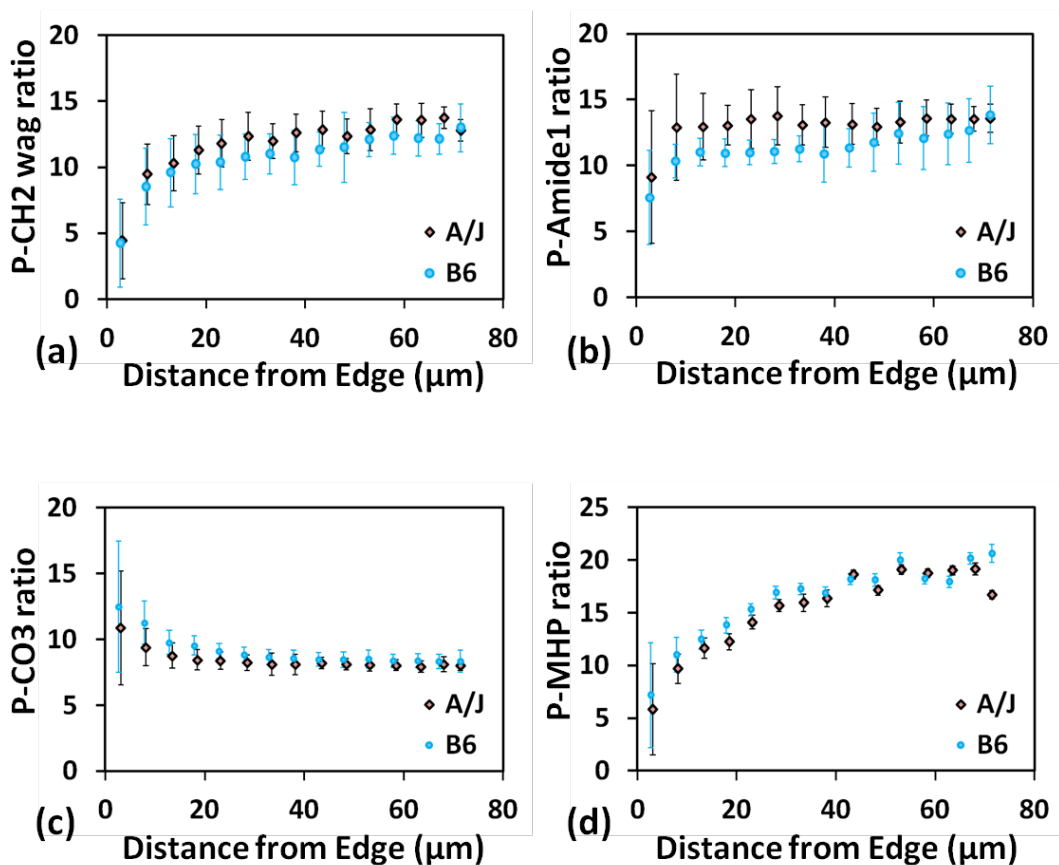 20
15
10
5
0
P-CH2 wag ratio
A/J
B6
0 20 40 60 80
(a) Distance from Edge (µm)
20
15
10
5
0
P-Amide1 ratio
A/J
B6
0 20 40 60 80
(b) Distance from Edge (µm)
20
15
10
5
0
P-CO3 ratio
A/J
B6
0 20 40 60 80
(c) Distance from Edge (µm)
25
20
15
10
5
0
P-MHP ratio
A/J
B6
0 20 40 60 80
(d) Distance from Edge (µm)